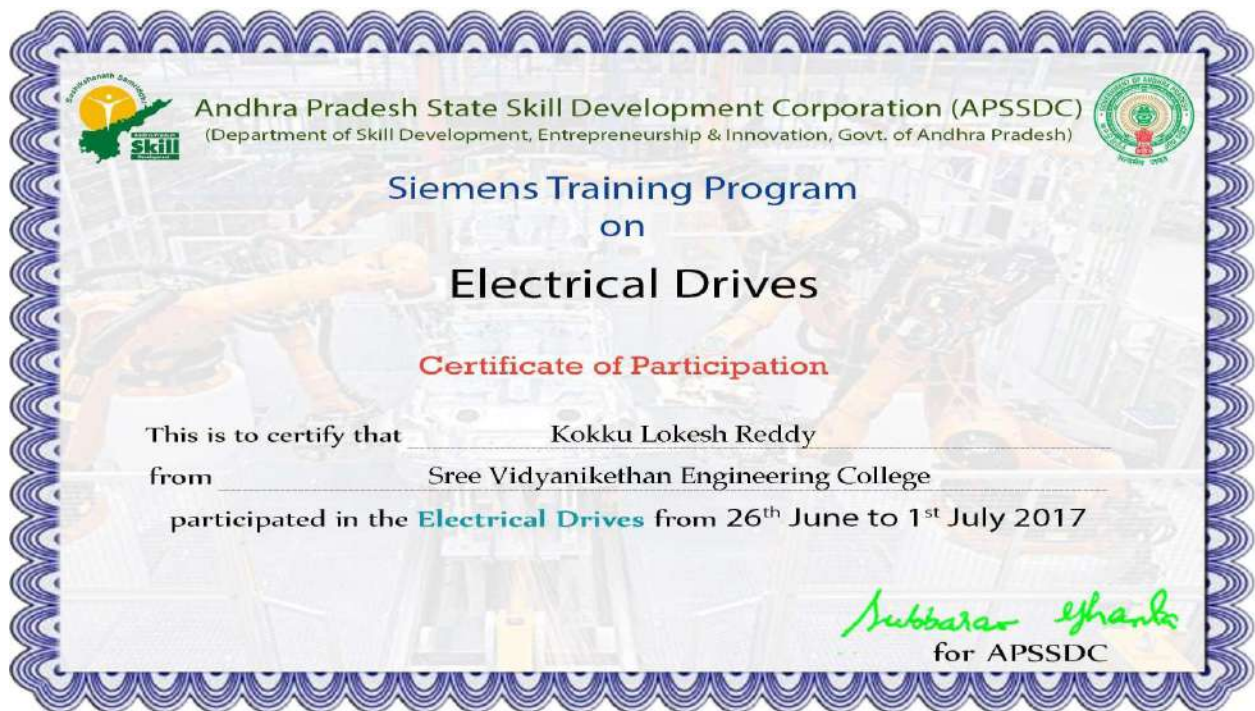 Andhra Pradesh State Skill Development Corporation (APSSDC)
(Department of Skill Development, Entrepreneurship & Innovation, Govt. of Andhra Pradesh)
Skill
Siemens Training Program
on
Electrical Drives
Certificate of Participation
This is to certify that Kokku Lokesh Reddy
from Sree Vidyanikethan Engineering College
participated in the Electrical Drives from 26th June to 1st July 2017
for APSSDC